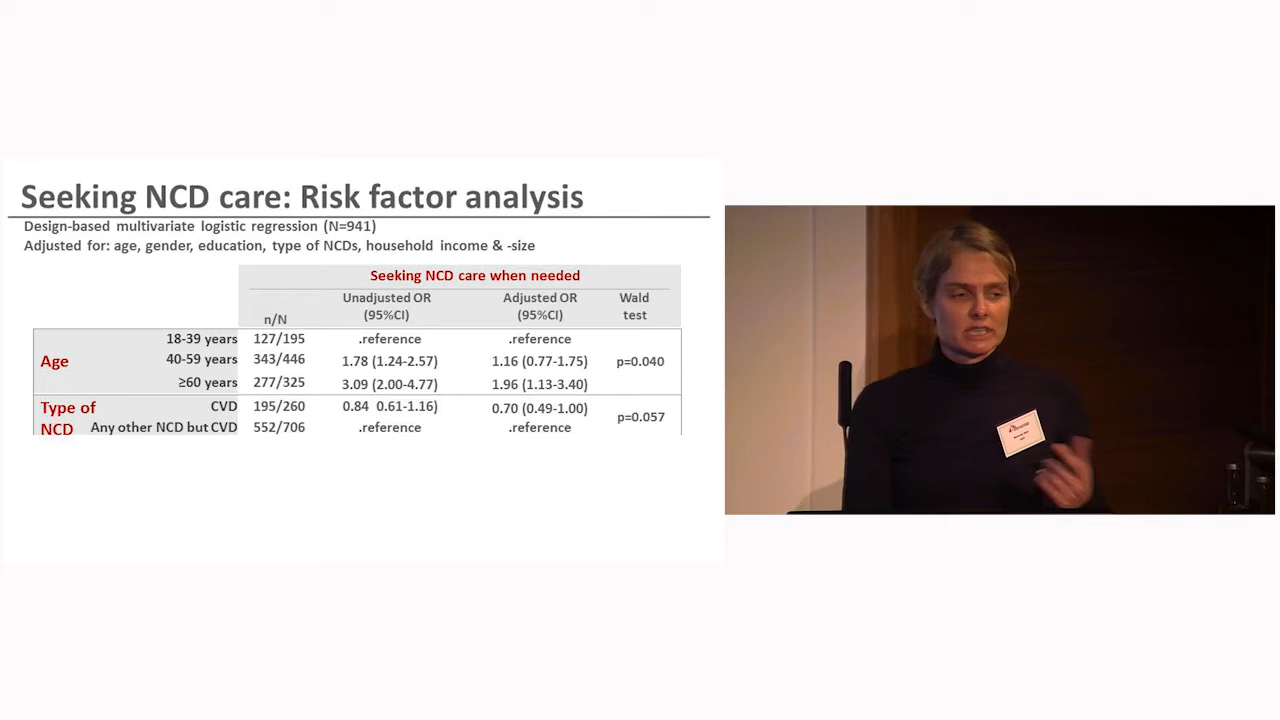 Seeking NCD care: Risk factor analysis
Design-based multivariate logistic regression (N=941)
Adjusted for: age, gender, education, type of NCDs, household income & -size
Seeking NCD care when needed
n/N Unadjusted OR (95%CI) Adjusted OR (95%CI) Wald test
Age
18-39 years 127/195 .reference .reference
40-59 years 343/446 1.78 (1.24-2.57) 1.16 (0.77-1.75) p=0.040
≥60 years 277/325 3.09 (2.00-4.77) 1.96 (1.13-3.40)
Type of NCD
CVD 195/260 0.84 0.61-1.16) 0.70 (0.49-1.00) p=0.057
Any other NCD but CVD 552/706 .reference .reference